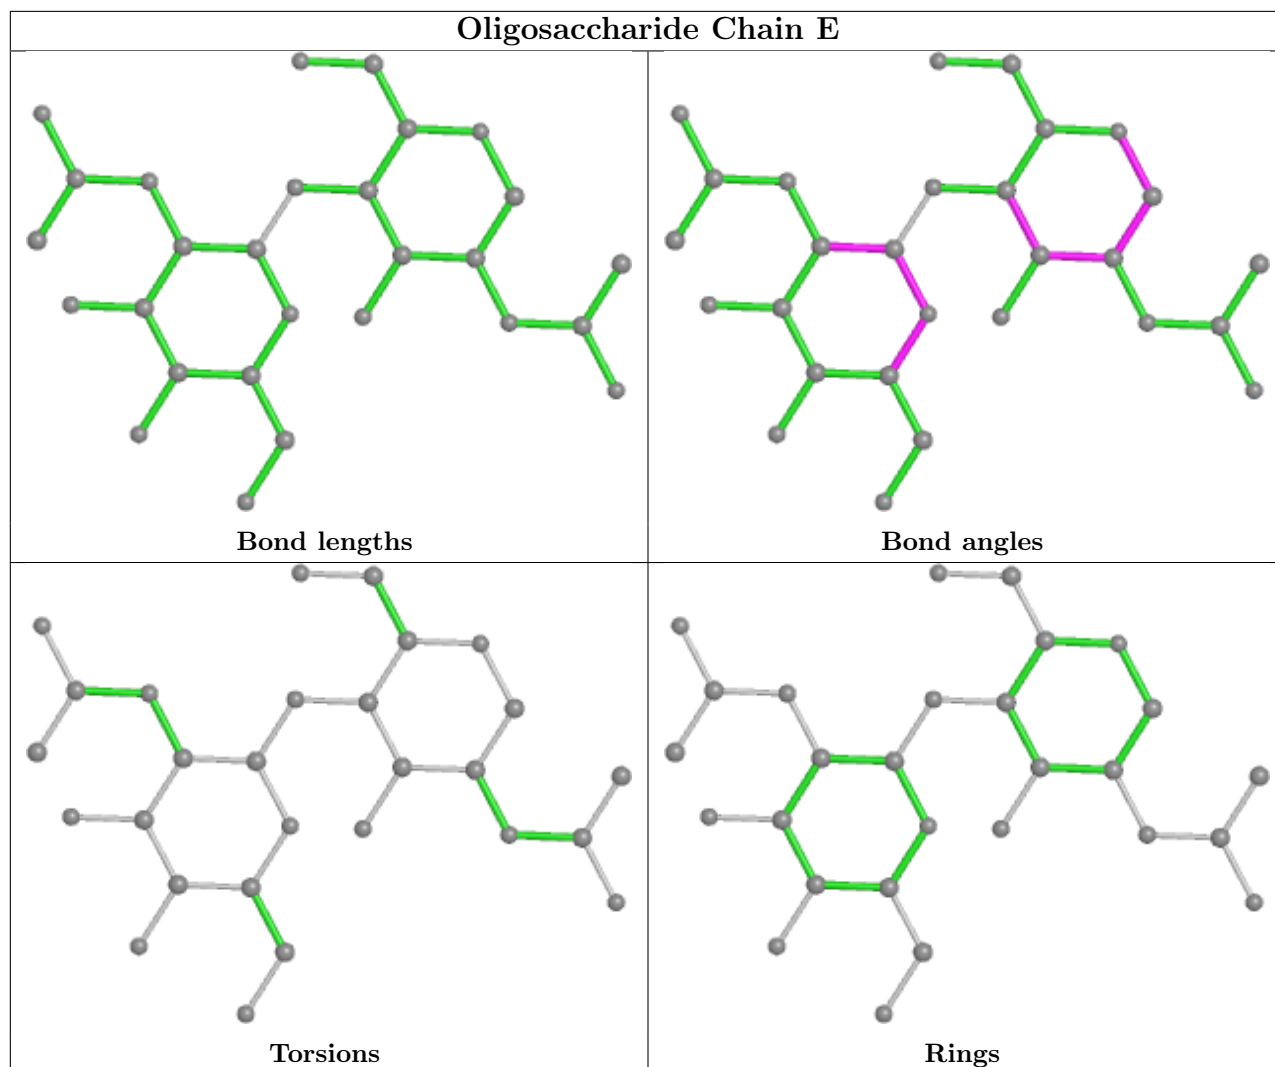 Oligosaccharide Chain E
Bond lengths
Bond angles
Torsions
Rings